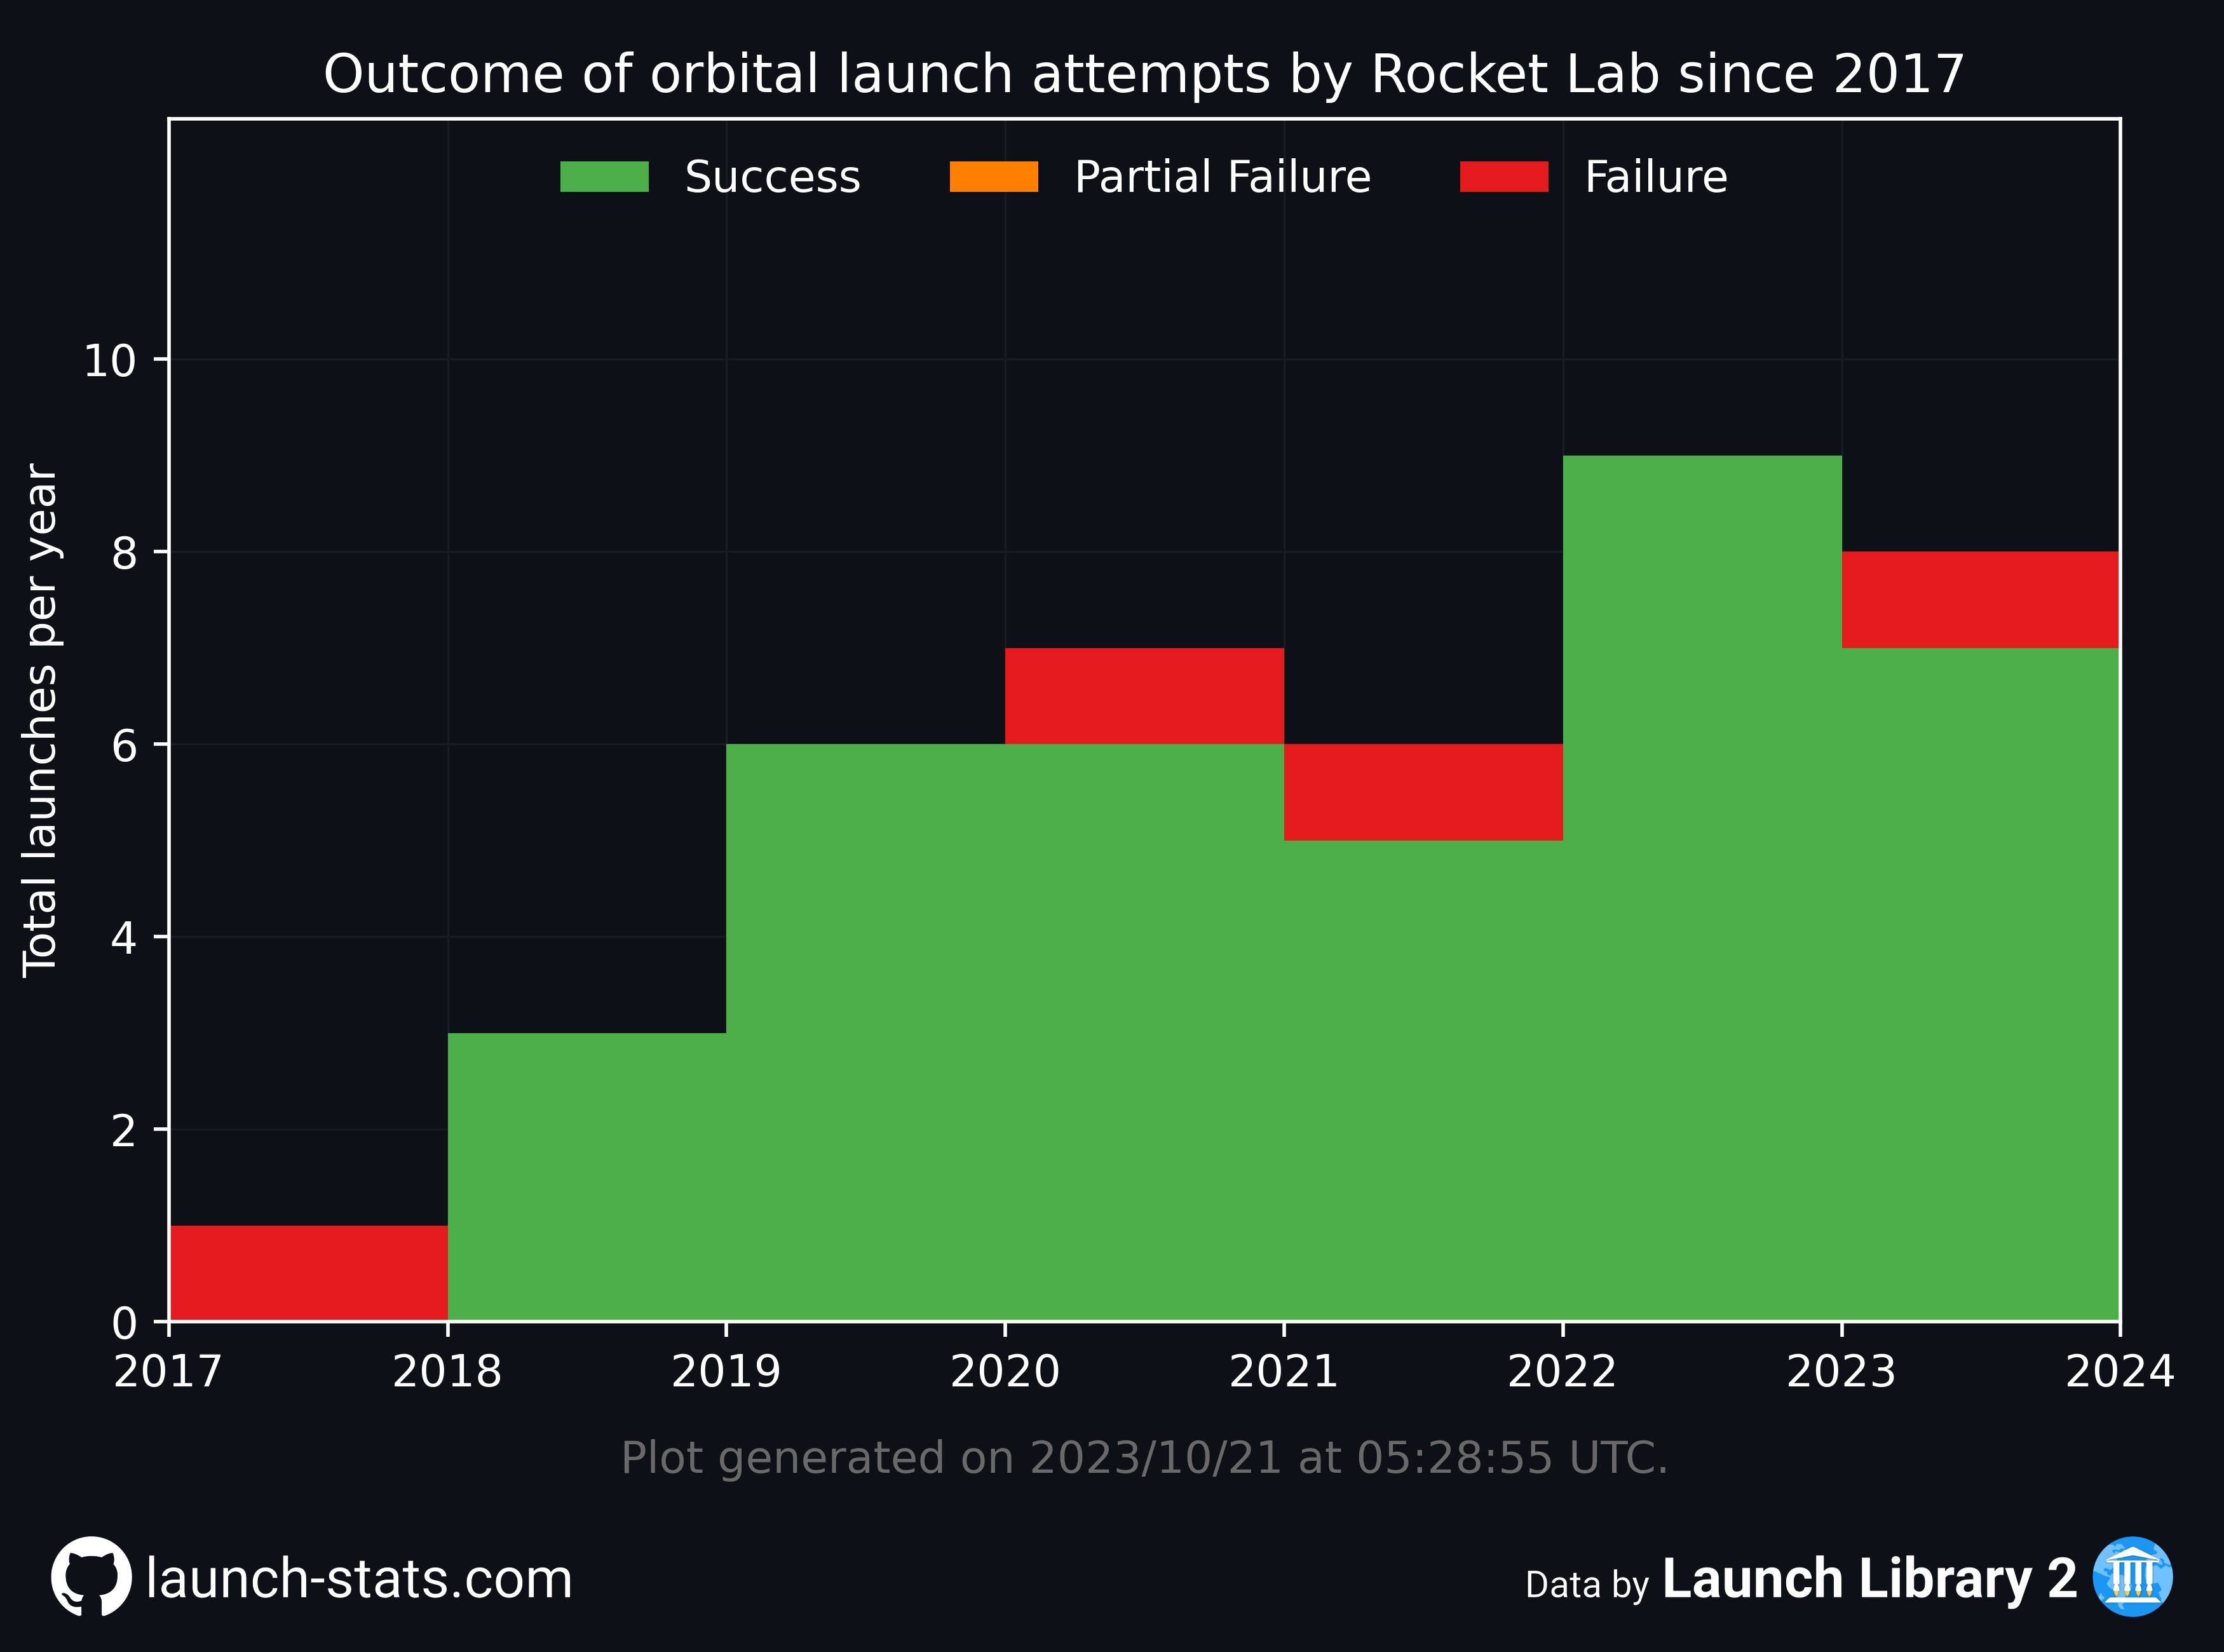 Outcome of orbital launch attempts by Rocket Lab since 2017
Success Partial Failure Failure
Total launches per year
10
8
6
4
2
0
2017 2018 2019 2020 2021 2022 2023 2024
Plot generated on 2023/10/21 at 05:28:55 UTC.
launch-stats.com
Data by Launch Library 2